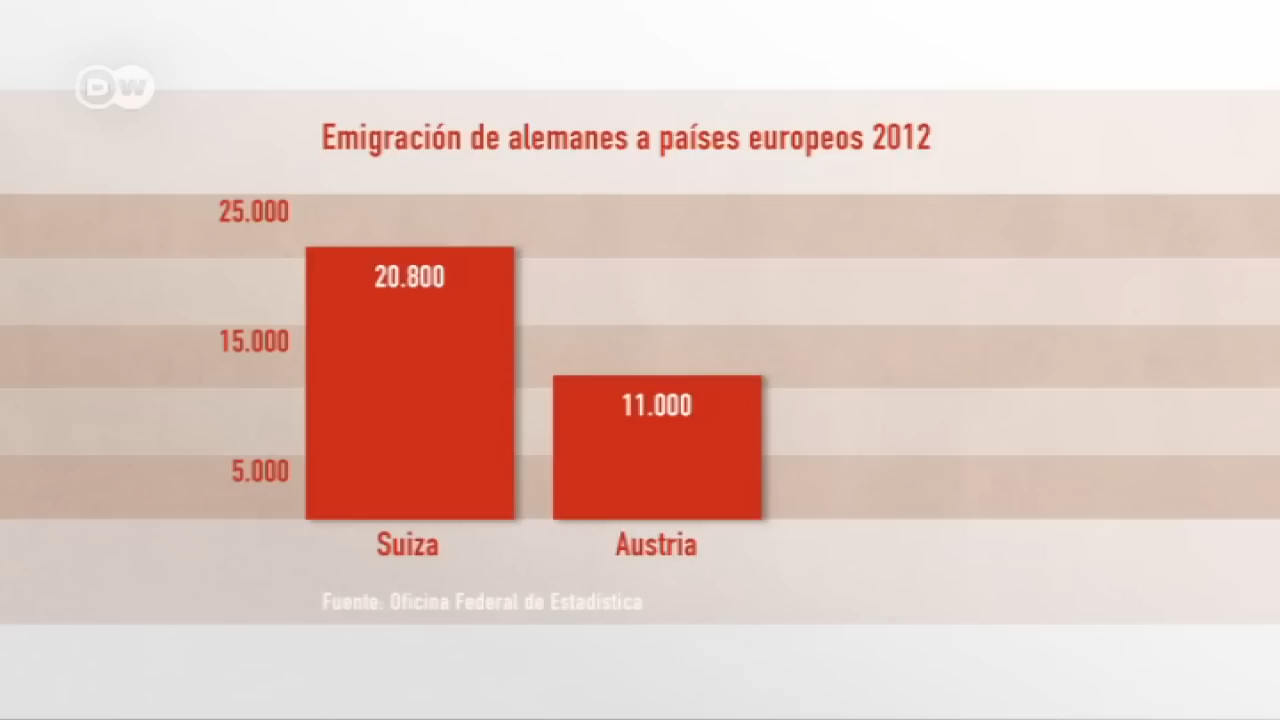 DW
Emigración de alemanes a países europeos 2012
25.000
20.800
15.000
11.000
5.000
Suiza Austria
Fuente: Oficina Federal de Estadística